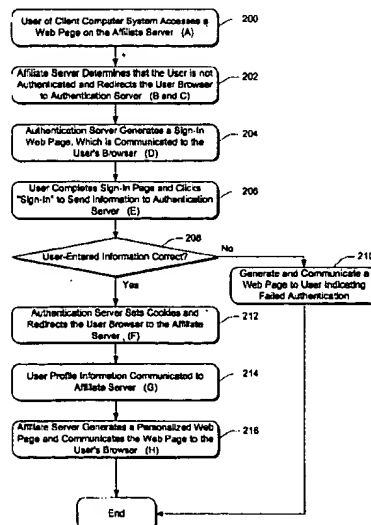 200
User of Client Computer System Accesses a
Web Page on the Affiliate Server (A)
202
Affiliate Server Determines that the User is not
Authenticated and Redirects the User Browser
to Authentication Server (B and C)
204
Authentication Server Generates a Sign-In
Web Page, Which is Communicated to the
User's Browser (D)
206
User Completes Sign-In Page and Clicks
"Sign-In" to Send Information to Authentication
Server (E)
208
User-Entered Information Correct?
No
210
Generate and Communicate a
Web Page to User Indicating
Failed Authentication
Yes
212
Authentication Server Sets Cookies and
Redirects the User Browser to the Affiliate
Server (F)
214
User Profile Information Communicated to
Affiliate Server (G)
216
Affiliate Server Generates a Personalized Web
Page and Communicates the Web Page to the
User's Browser (H)
End